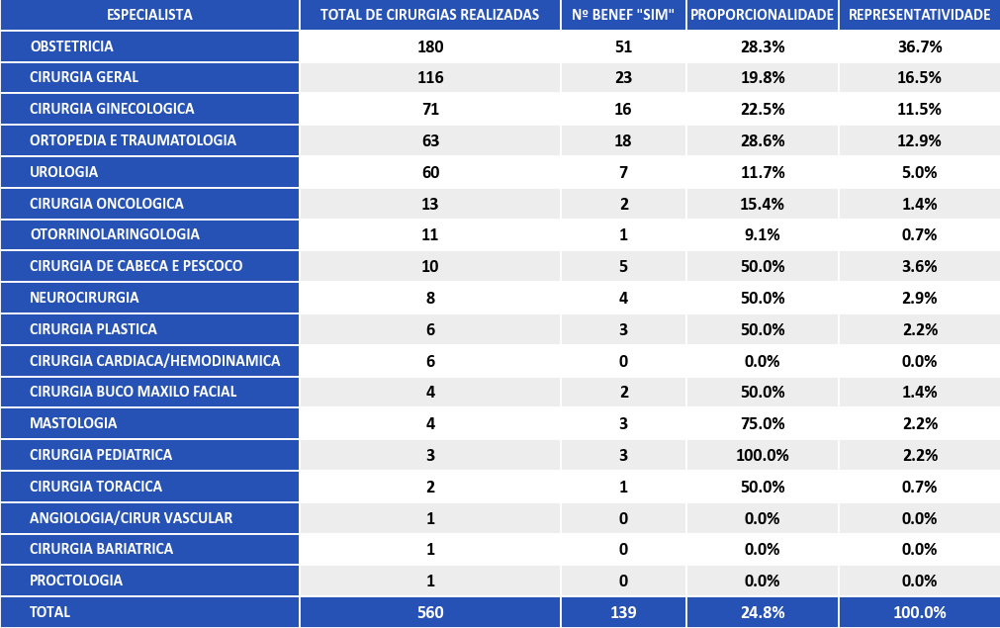 ESPECIALISTA TOTAL DE CIRURGIAS REALIZADAS Nº BENEF "SIM" PROPORCIONALIDADE REPRESENTATIVIDADE
OBSTETRICIA 180 51 28.3% 36.7%
CIRURGIA GERAL 116 23 19.8% 16.5%
CIRURGIA GINECOLOGICA 71 16 22.5% 11.5%
ORTOPEDIA E TRAUMATOLOGIA 63 18 28.6% 12.9%
UROLOGIA 60 7 11.7% 5.0%
CIRURGIA ONCOLOGICA 13 2 15.4% 1.4%
OTORRINOLARINGOLOGIA 11 1 9.1% 0.7%
CIRURGIA DE CABECA E PESCOCO 10 5 50.0% 3.6%
NEUROCIRURGIA 8 4 50.0% 2.9%
CIRURGIA PLASTICA 6 3 50.0% 2.2%
CIRURGIA CARDIACA/HEMODINAMICA 6 0 0.0% 0.0%
CIRURGIA BUCO MAXILO FACIAL 4 2 50.0% 1.4%
MASTOLOGIA 4 3 75.0% 2.2%
CIRURGIA PEDIATRICA 3 3 100.0% 2.2%
CIRURGIA TORACICA 2 1 50.0% 0.7%
ANGIOLOGIA/CIRUR VASCULAR 1 0 0.0% 0.0%
CIRURGIA BARIATRICA 1 0 0.0% 0.0%
PROCTOLOGIA 1 0 0.0% 0.0%
TOTAL 560 139 24.8% 100.0%